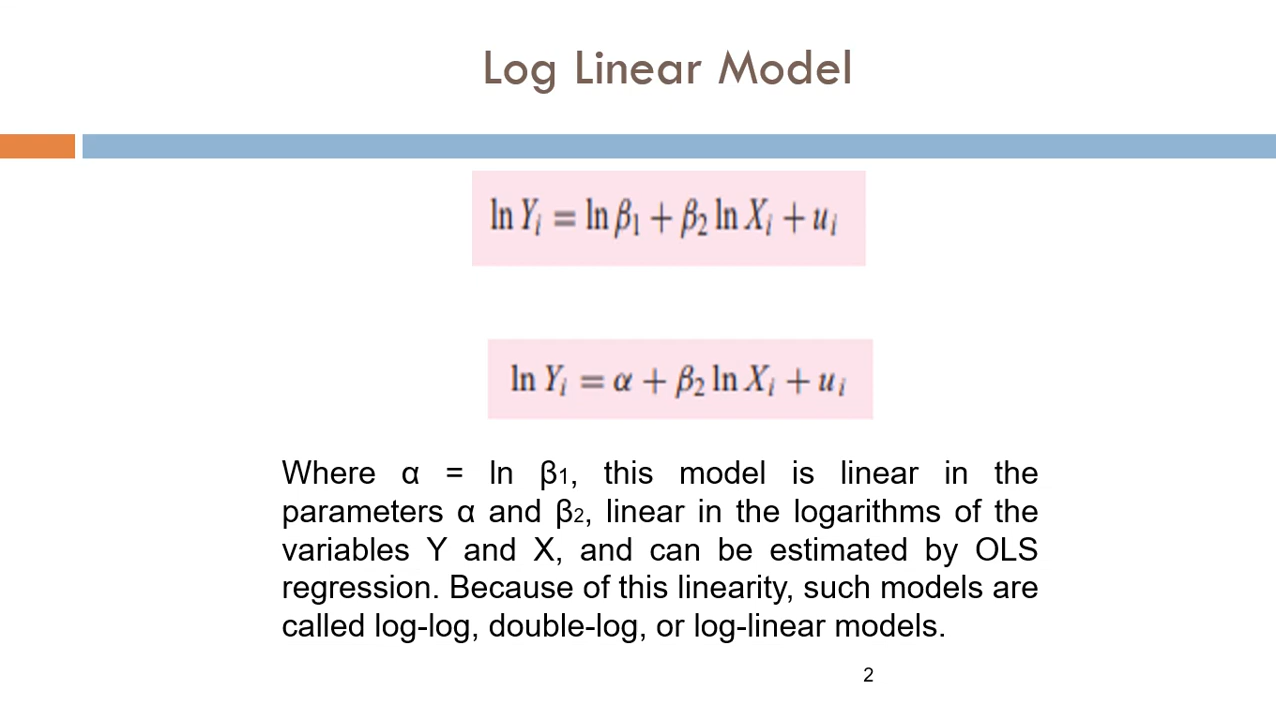 Log Linear Model
ln Yᵢ = ln β₁ + β₂ ln Xᵢ + uᵢ
ln Yᵢ = α + β₂ ln Xᵢ + uᵢ
Where α = ln β₁, this model is linear in the
parameters α and β₂, linear in the logarithms of the
variables Y and X, and can be estimated by OLS
regression. Because of this linearity, such models are
called log-log, double-log, or log-linear models.
2